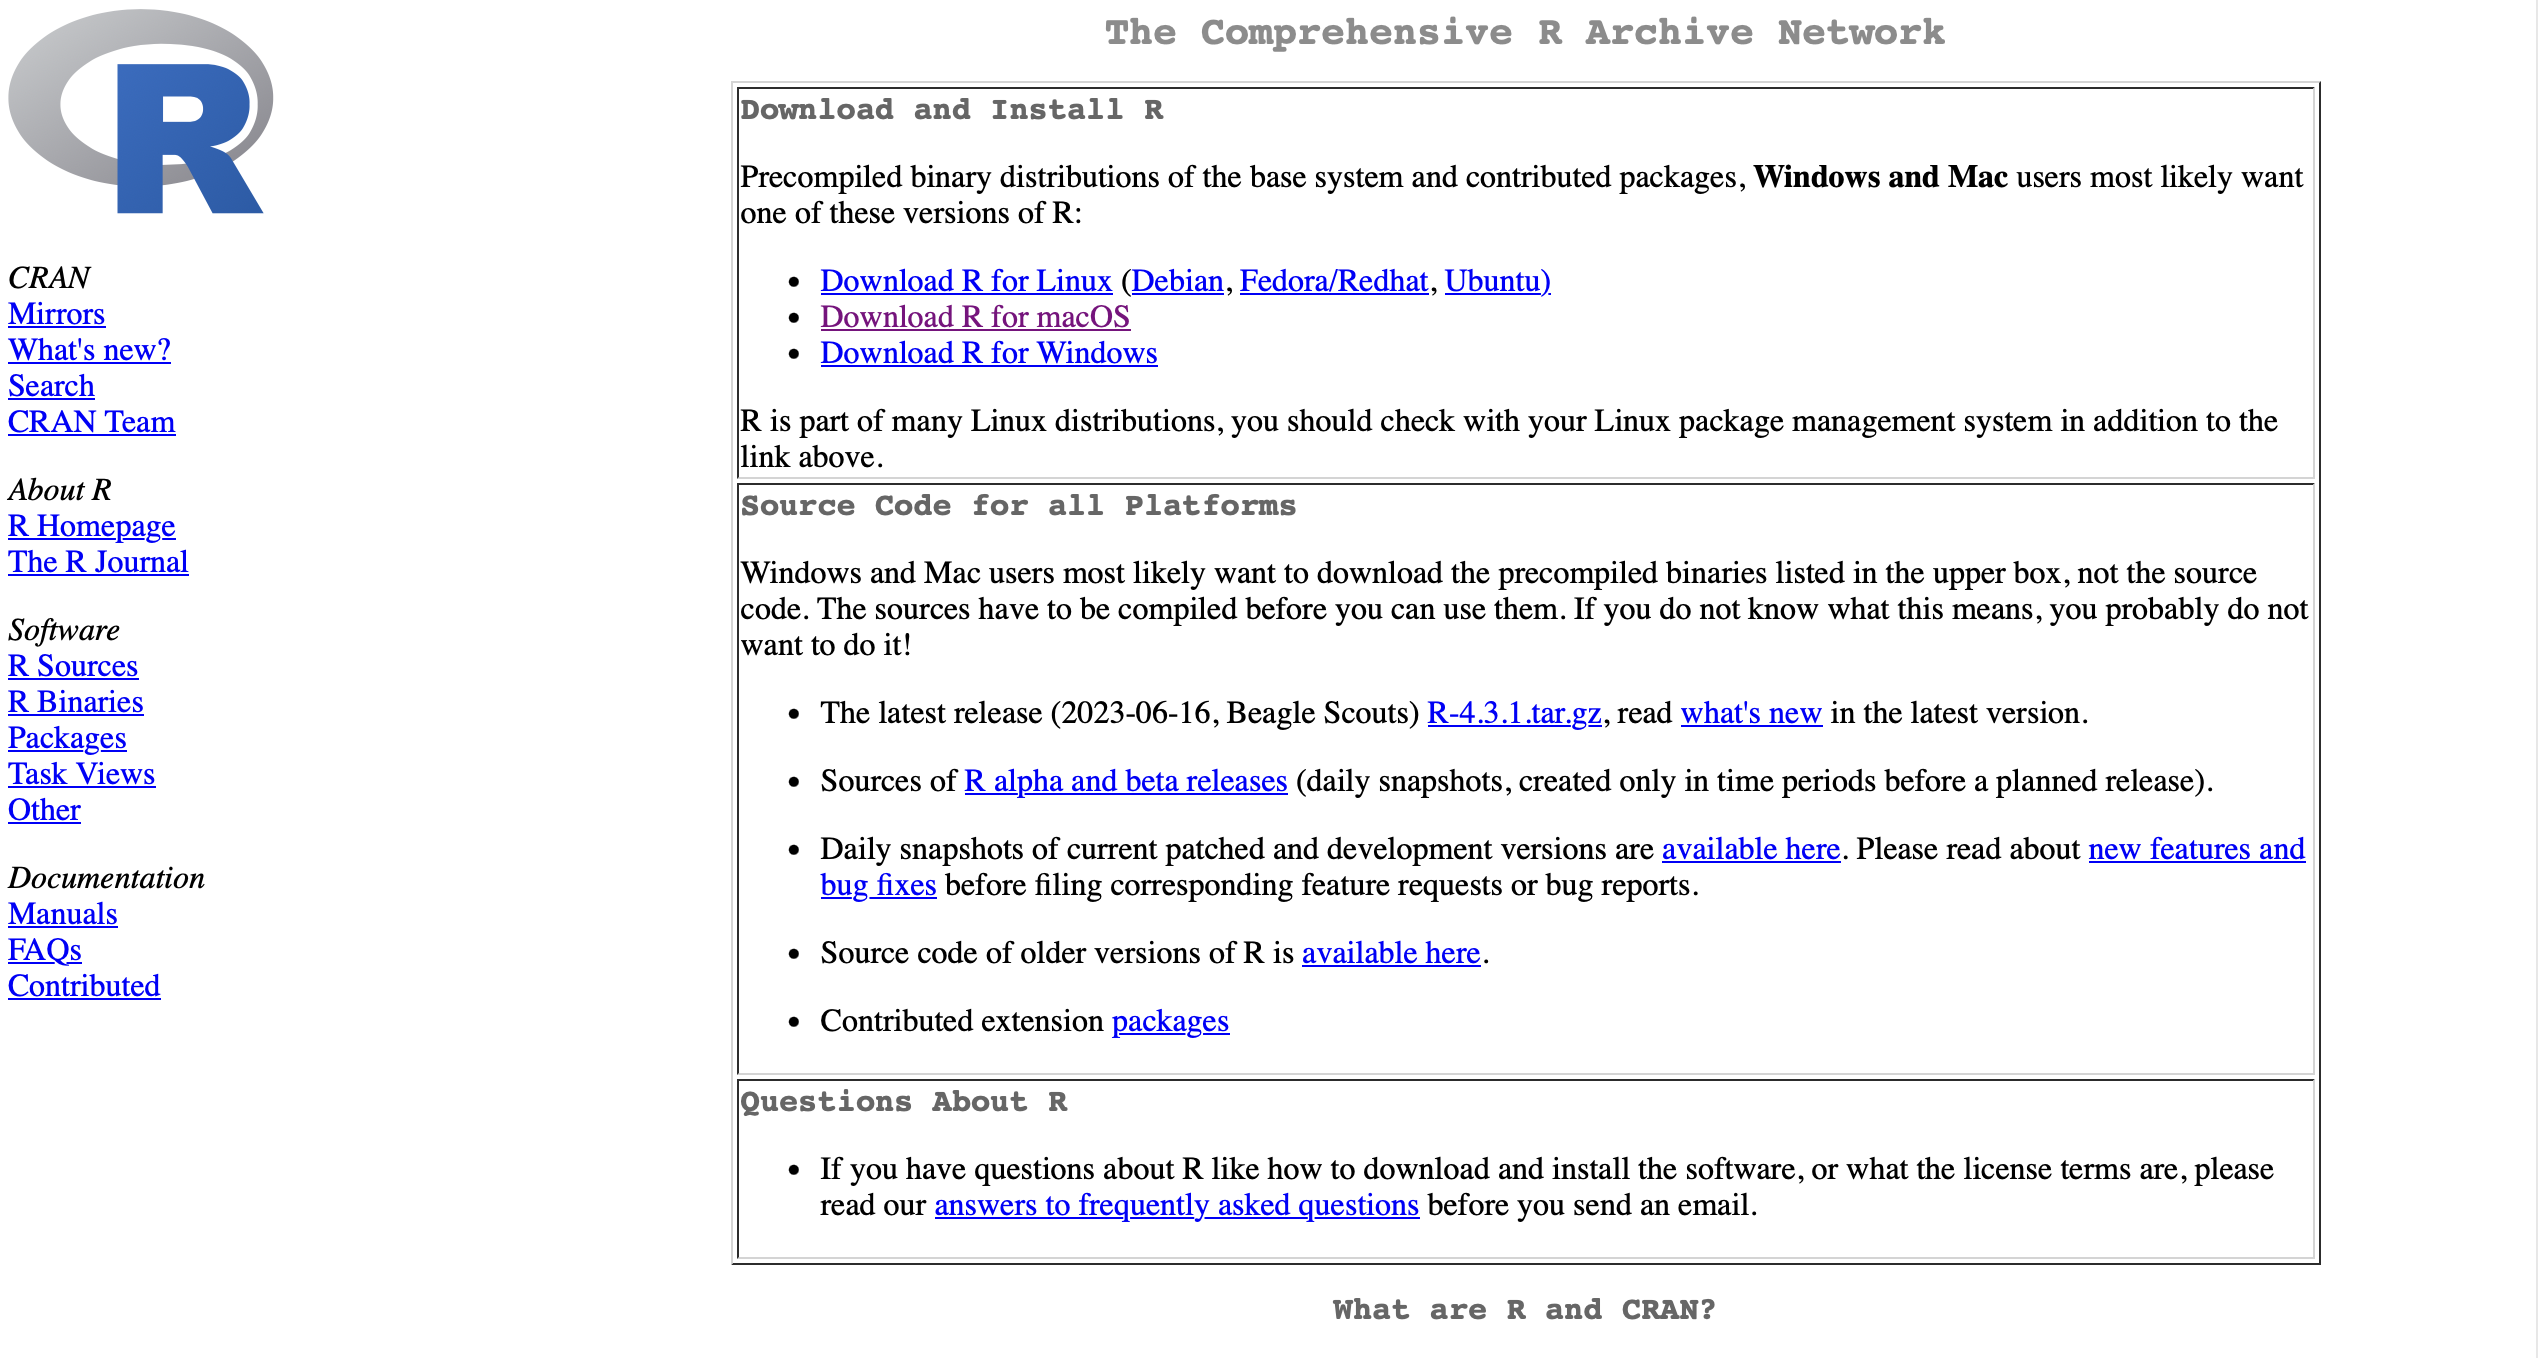 R
CRAN
Mirrors
What's new?
Search
CRAN Team
About R
R Homepage
The R Journal
Software
R Sources
R Binaries
Packages
Task Views
Other
Documentation
Manuals
FAQs
Contributed
The Comprehensive R Archive Network
Download and Install R
Precompiled binary distributions of the base system and contributed packages, Windows and Mac users most likely want
one of these versions of R:
• Download R for Linux (Debian, Fedora/Redhat, Ubuntu)
• Download R for macOS
• Download R for Windows
R is part of many Linux distributions, you should check with your Linux package management system in addition to the
link above.
Source Code for all Platforms
Windows and Mac users most likely want to download the precompiled binaries listed in the upper box, not the source
code. The sources have to be compiled before you can use them. If you do not know what this means, you probably do not
want to do it!
• The latest release (2023-06-16, Beagle Scouts) R-4.3.1.tar.gz, read what's new in the latest version.
• Sources of R alpha and beta releases (daily snapshots, created only in time periods before a planned release).
• Daily snapshots of current patched and development versions are available here. Please read about new features and
bug fixes before filing corresponding feature requests or bug reports.
• Source code of older versions of R is available here.
• Contributed extension packages
Questions About R
• If you have questions about R like how to download and install the software, or what the license terms are, please
read our answers to frequently asked questions before you send an email.
What are R and CRAN?